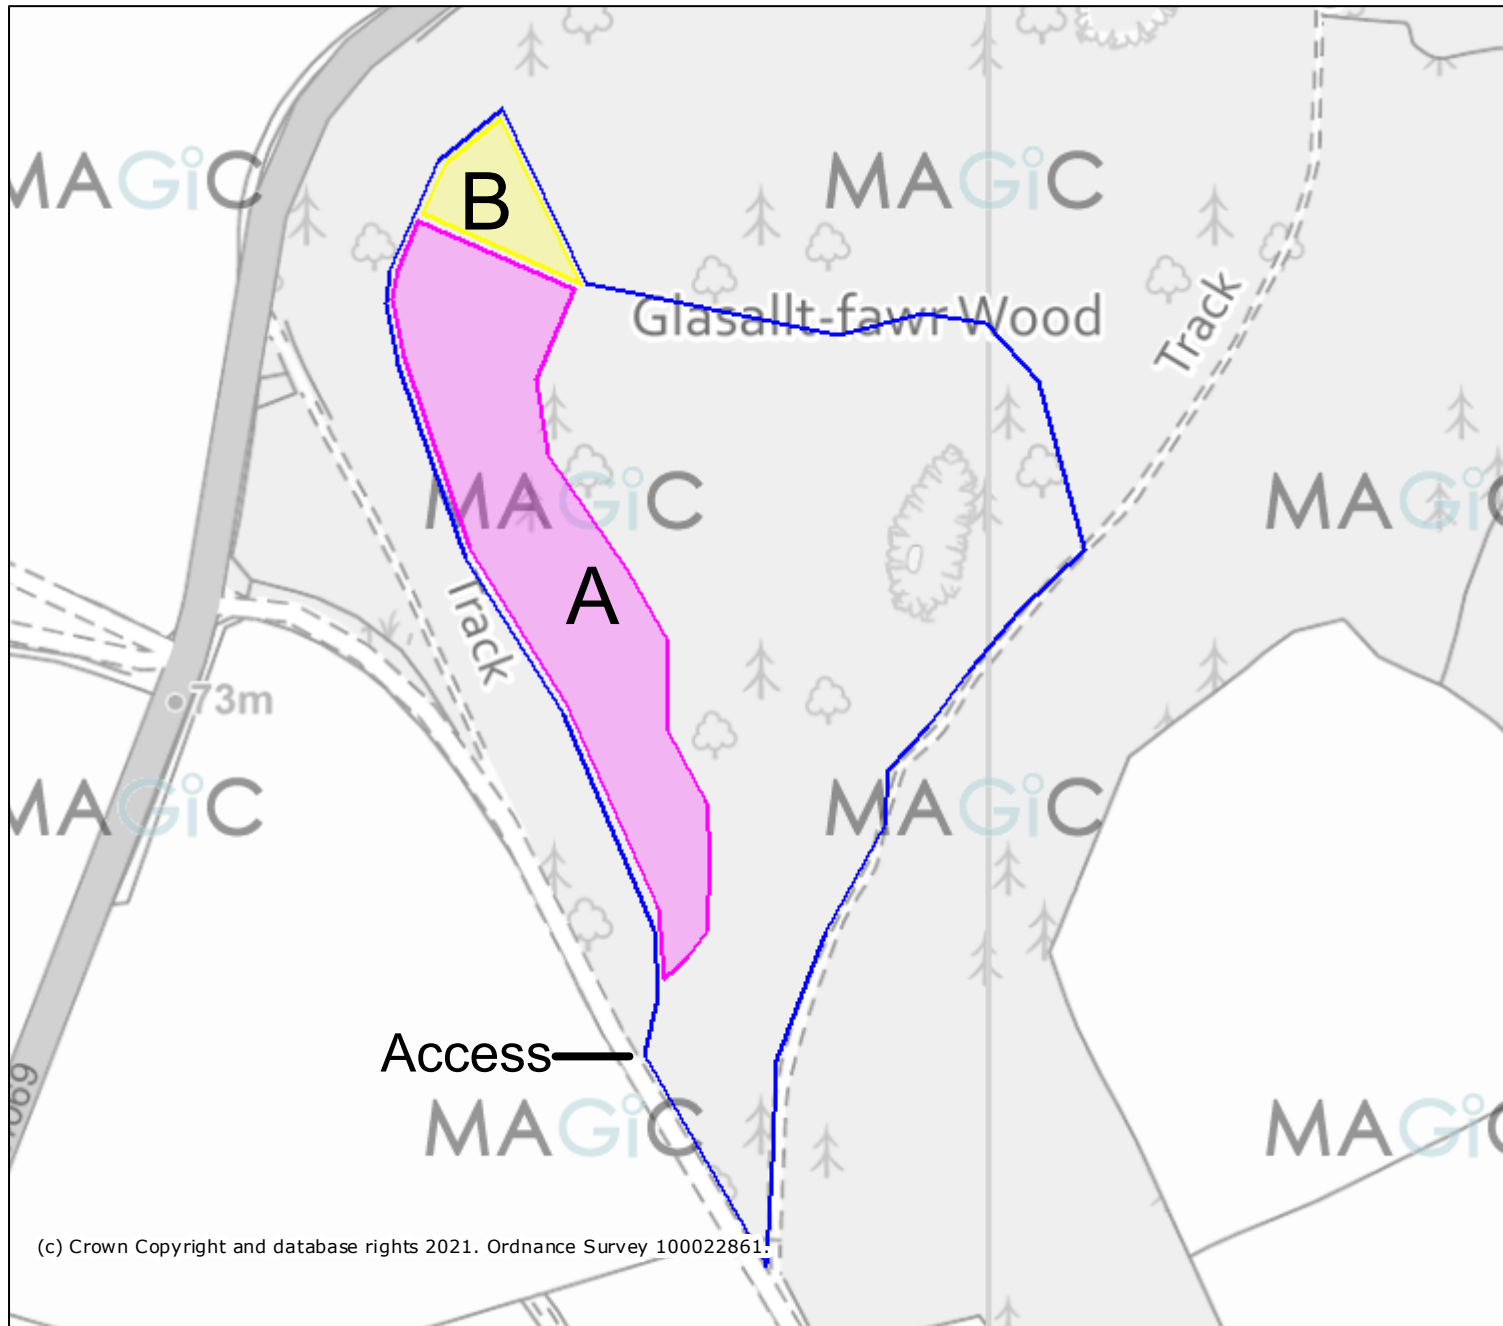 MAGiC
MAGiC
B
Glasallt-fawr Wood
Track
MAGiC
MAGiC
A
Track
73m
MAGiC
MAGiC
Access
MAGiC
MAGiC
(c) Crown Copyright and database rights 2021. Ordnance Survey 100022861.